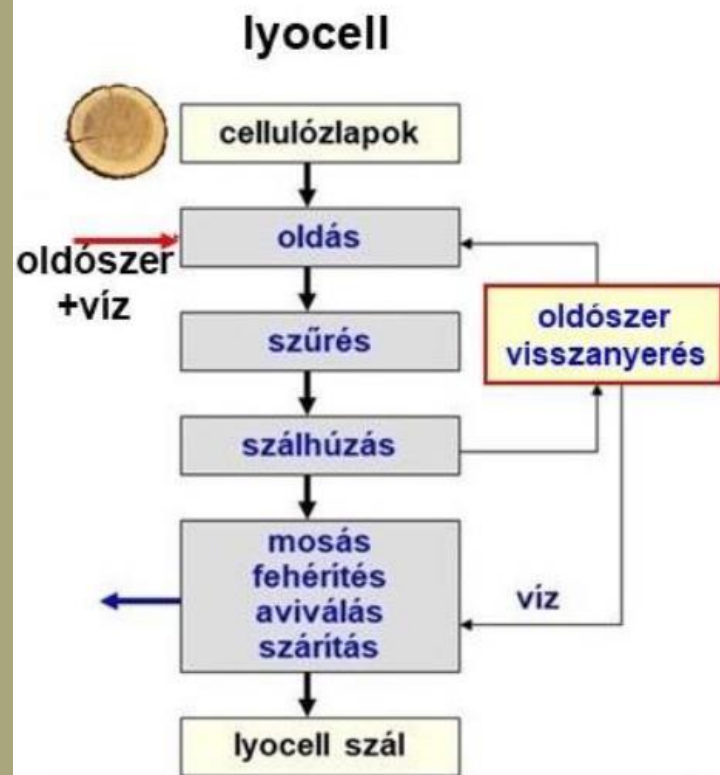 lyocell
cellulózlapok
oldás
oldószer
+víz
szűrés
oldószer
visszanyerés
szálhúzás
mosás
fehérítés
aviválás
szárítás
víz
lyocell szál